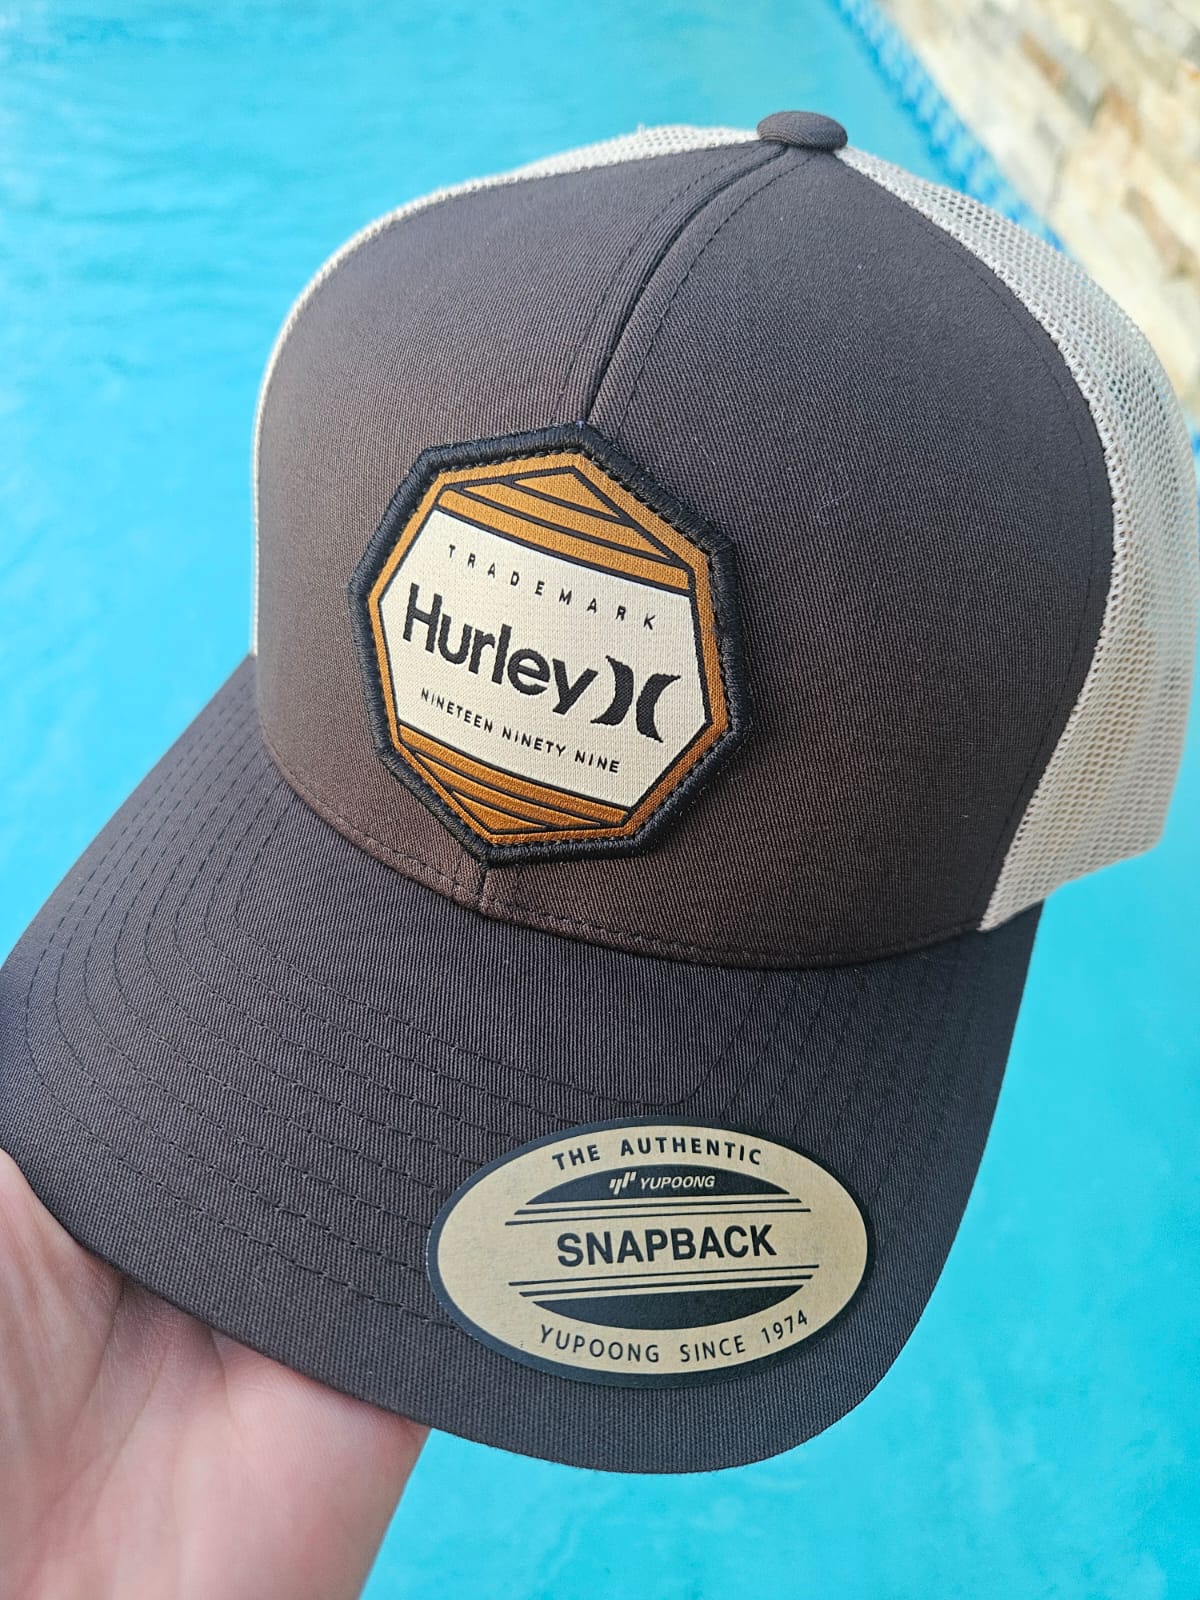 TRADEMARK
Hurley
NINETEEN NINETY NINE
THE AUTHENTIC
YUPOONG
SNAPBACK
YUPOONG SINCE 1974